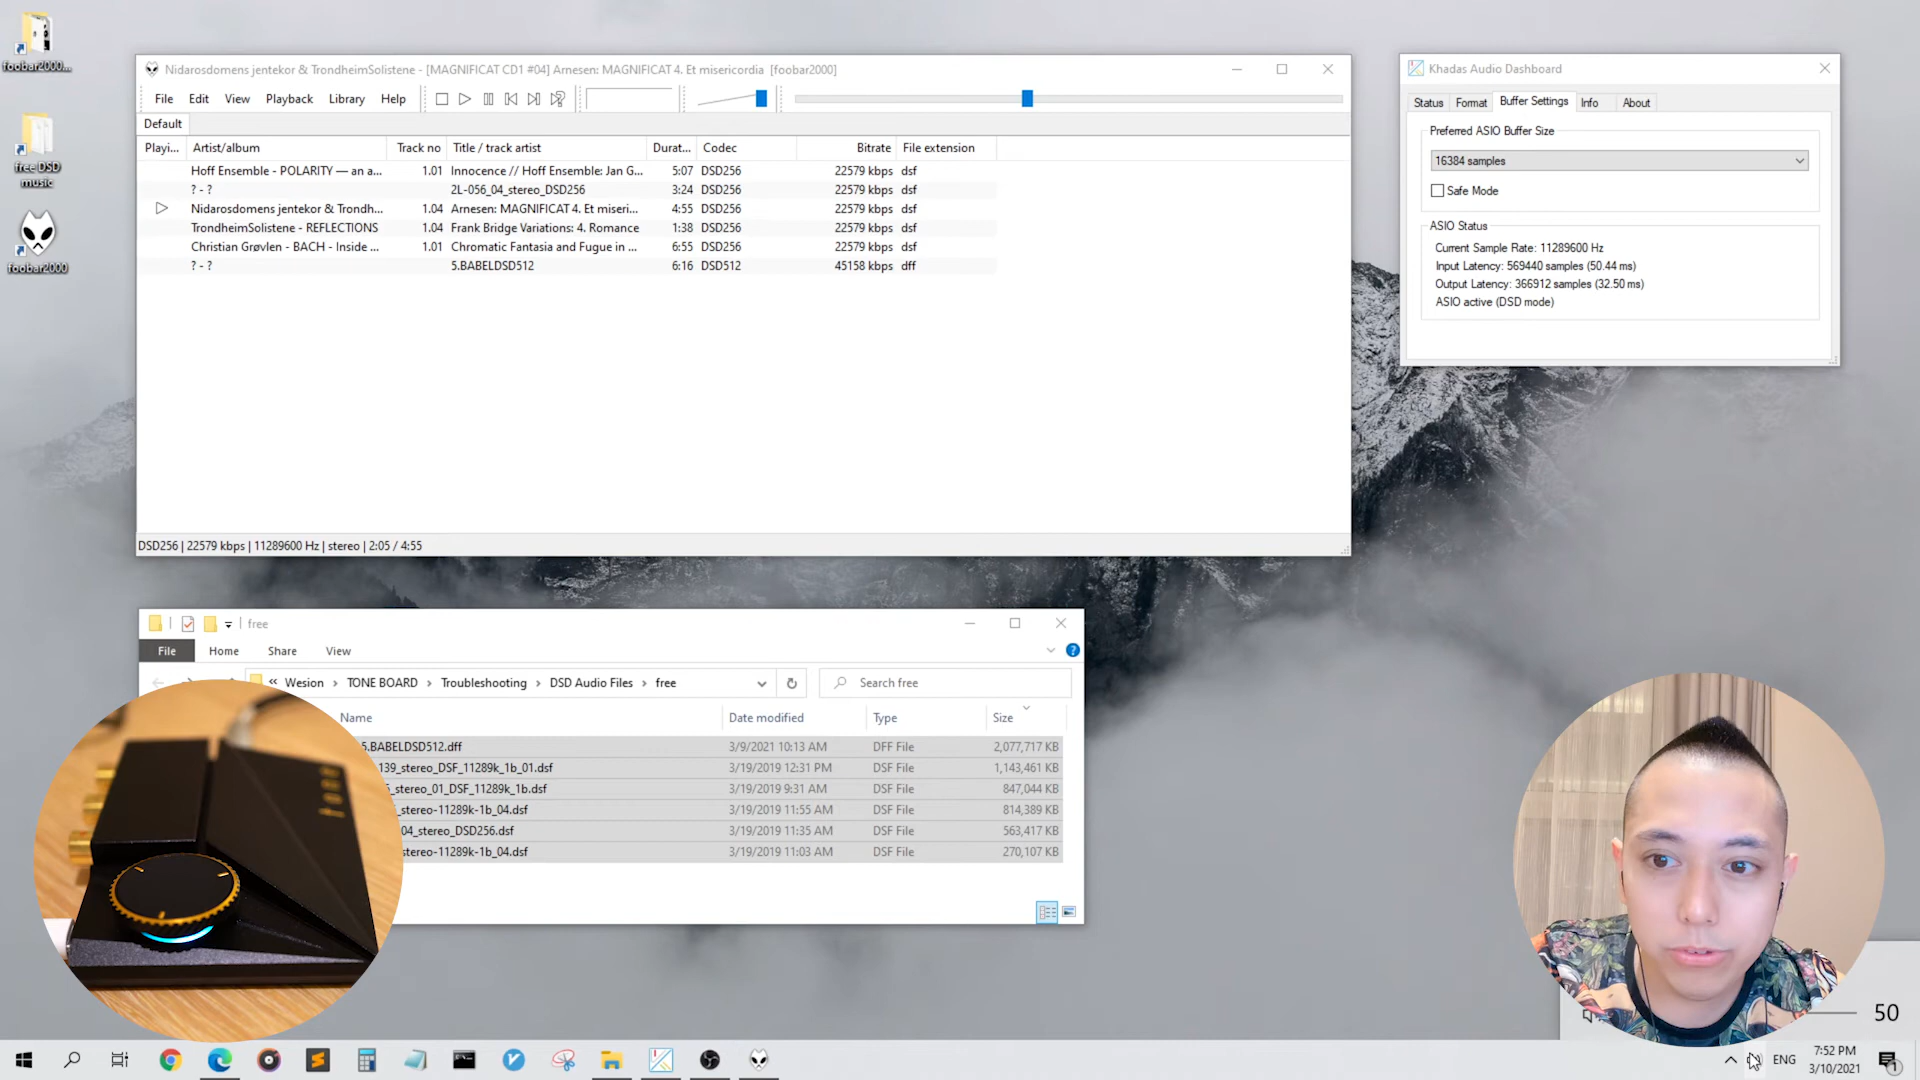 foobar2000...
free DSD
music
foobar2000
Nidarosdomens jentekor & TrondheimSolistene - [MAGNIFICAT CD1 #04] Arnesen: MAGNIFICAT 4. Et misericordia [foobar2000]
File Edit View Playback Library Help
Default
Playi... Artist/album Track no Title / track artist Durat... Codec Bitrate File extension
Hoff Ensemble - POLARITY — an a... 1.01 Innocence // Hoff Ensemble: Jan G... 5:07 DSD256 22579 kbps dsf
? - ? 2L-056_04_stereo_DSD256 3:24 DSD256 22579 kbps dsf
Nidarosdomens jentekor & Trondh... 1.04 Arnesen: MAGNIFICAT 4. Et miseri... 4:55 DSD256 22579 kbps dsf
TrondheimSolistene - REFLECTIONS 1.04 Frank Bridge Variations: 4. Romance 1:38 DSD256 22579 kbps dsf
Christian Grøvlen - BACH - Inside ... 1.01 Chromatic Fantasia and Fugue in ... 6:55 DSD256 22579 kbps dsf
? - ? 5.BABELDSD512 6:16 DSD512 45158 kbps dff
DSD256 | 22579 kbps | 11289600 Hz | stereo | 2:05 / 4:55
Khadas Audio Dashboard
Status Format Buffer Settings Info About
Preferred ASIO Buffer Size
16384 samples
Safe Mode
ASIO Status
Current Sample Rate: 11289600 Hz
Input Latency: 569440 samples (50.44 ms)
Output Latency: 366912 samples (32.50 ms)
ASIO active (DSD mode)
free
File Home Share View
« Wesion › TONE BOARD › Troubleshooting › DSD Audio Files › free
Search free
Name Date modified Type Size
5.BABELDSD512.dff 3/9/2021 10:13 AM DFF File 2,077,717 KB
139_stereo_DSF_11289k_1b_01.dsf 3/19/2019 12:31 PM DSF File 1,143,461 KB
_stereo_01_DSF_11289k_1b.dsf 3/19/2019 9:31 AM DSF File 847,044 KB
_stereo-11289k-1b_04.dsf 3/19/2019 11:55 AM DSF File 814,389 KB
04_stereo_DSD256.dsf 3/19/2019 11:35 AM DSF File 563,417 KB
_stereo-11289k-1b_04.dsf 3/19/2019 11:03 AM DSF File 270,107 KB
tone
50
ENG
7:52 PM
3/10/2021
1